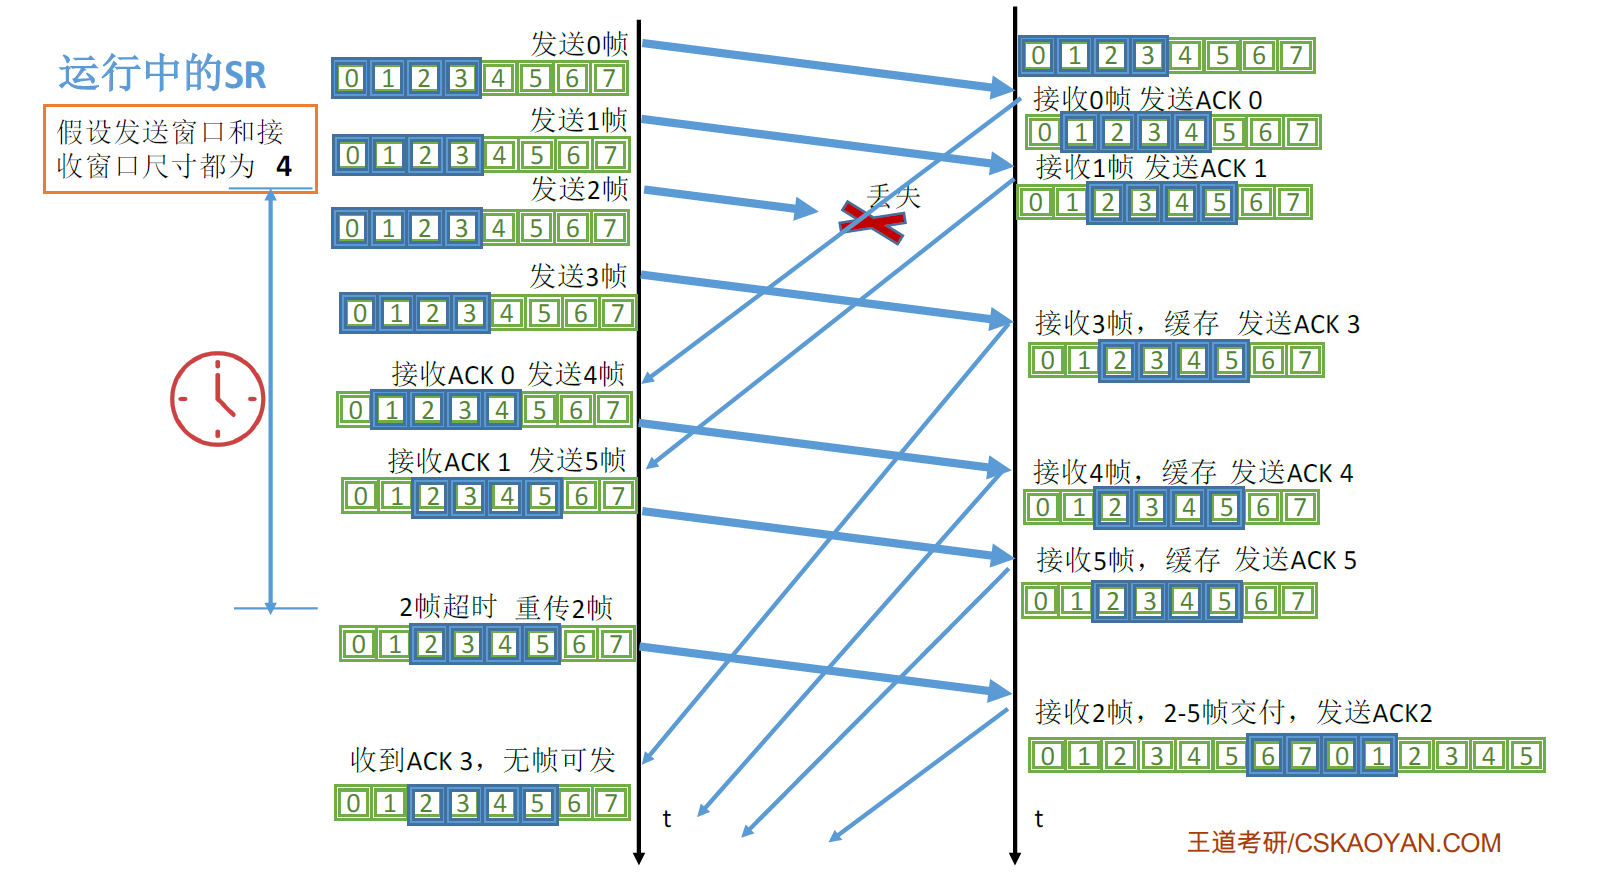 运行中的SR
假设发送窗口和接
收窗口尺寸都为 4
发送0帧
0 1 2 3 4 5 6 7
发送1帧
0 1 2 3 4 5 6 7
发送2帧
0 1 2 3 4 5 6 7
发送3帧
0 1 2 3 4 5 6 7
接收ACK 0 发送4帧
0 1 2 3 4 5 6 7
接收ACK 1 发送5帧
0 1 2 3 4 5 6 7
2帧超时 重传2帧
0 1 2 3 4 5 6 7
收到ACK 3，无帧可发
0 1 2 3 4 5 6 7
t
丢失
0 1 2 3 4 5 6 7
接收0帧 发送ACK 0
0 1 2 3 4 5 6 7
接收1帧 发送ACK 1
0 1 2 3 4 5 6 7
接收3帧，缓存 发送ACK 3
0 1 2 3 4 5 6 7
接收4帧，缓存 发送ACK 4
0 1 2 3 4 5 6 7
接收5帧，缓存 发送ACK 5
0 1 2 3 4 5 6 7
接收2帧，2-5帧交付，发送ACK2
0 1 2 3 4 5 6 7 0 1 2 3 4 5
t
王道考研/CSKAOYAN.COM